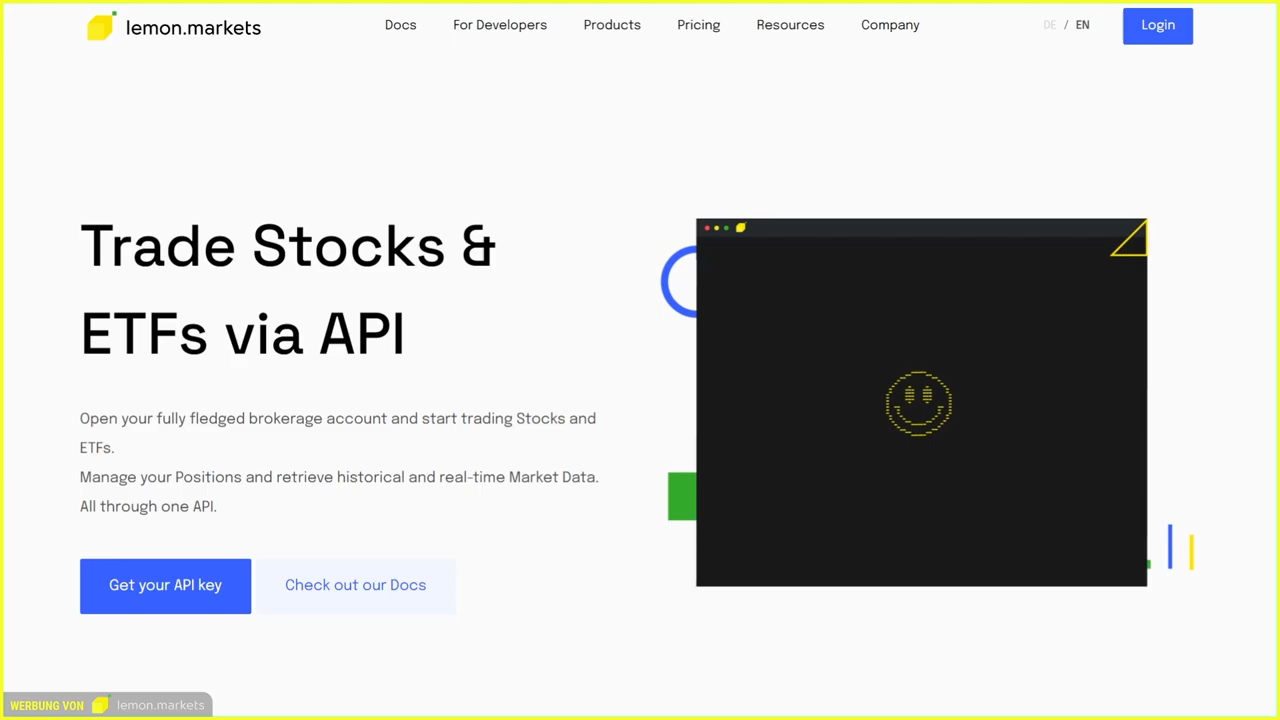 lemon.markets
Docs
For Developers
Products
Pricing
Resources
Company
DE / EN
Login
Trade Stocks &
ETFs via API
Open your fully fledged brokerage account and start trading Stocks and
ETFs.
Manage your Positions and retrieve historical and real-time Market Data.
All through one API.
Get your API key
Check out our Docs
WERBUNG VON lemon.markets